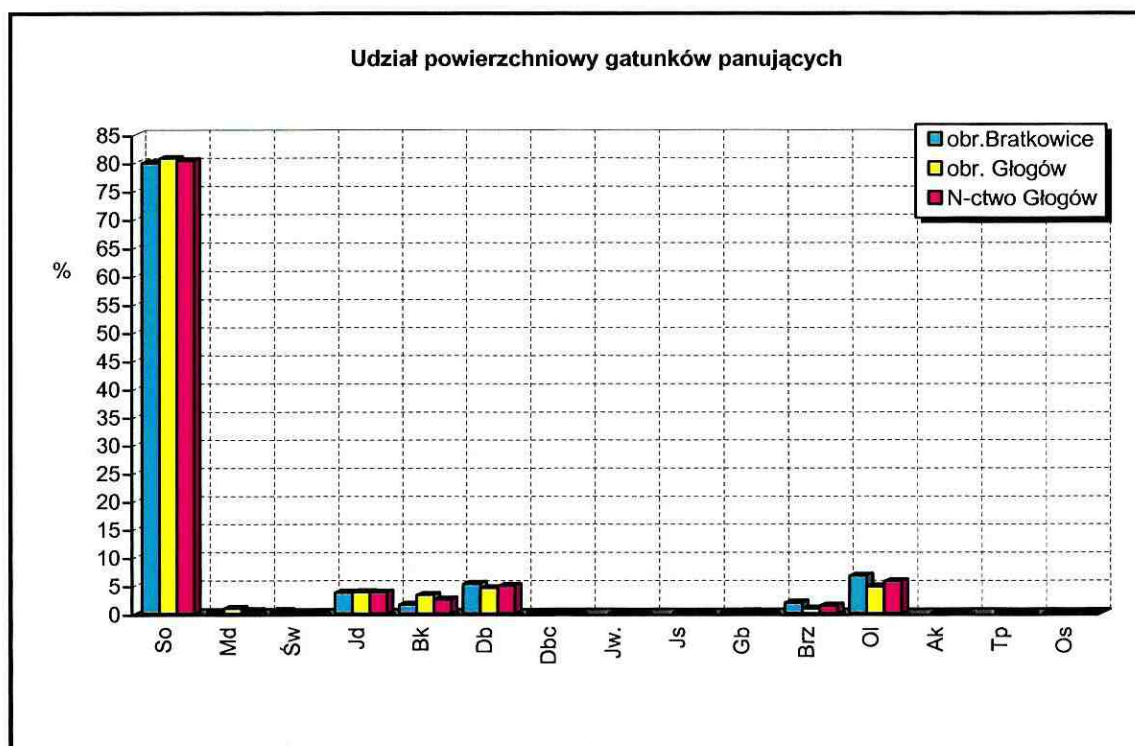 Udział powierzchniowy gatunków panujących
obr.Bratkowice
obr. Głogów
N-ctwo Głogów
%
85
80
75
70
65
60
55
50
45
40
35
30
25
20
15
10
5
0
So
Md
Św
Jd
Bk
Db
Dbc
Jw.
Js
Gb
Brz
Ol
Ak
Tp
Os